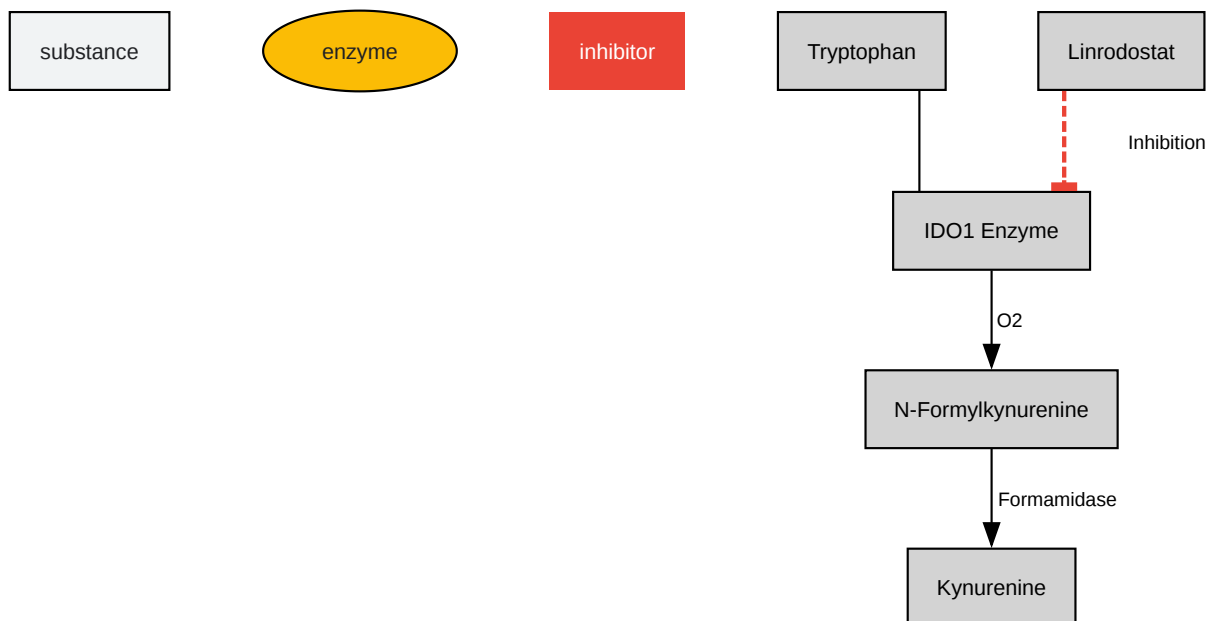 substance
enzyme
inhibitor
Tryptophan
Linrodostat
Inhibition
IDO1 Enzyme
O2
N-Formylkynurenine
Formamidase
Kynurenine